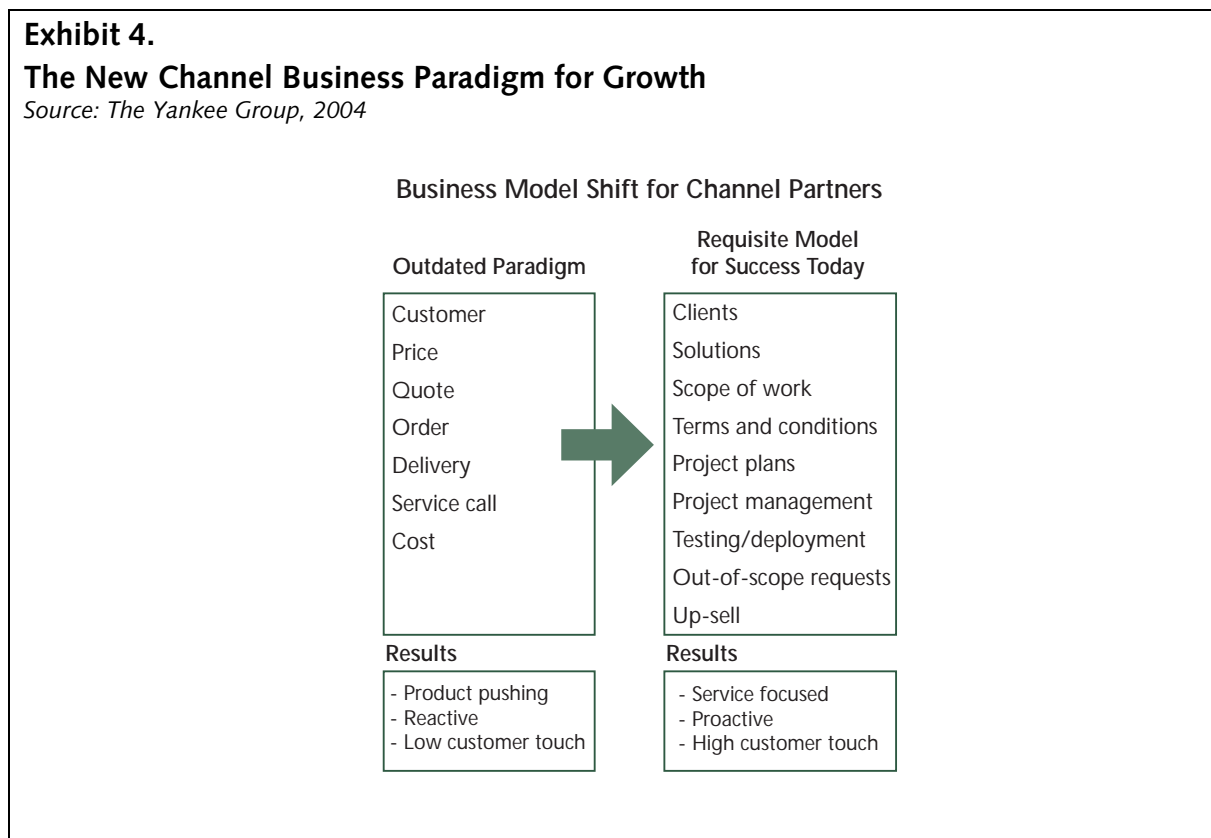 Exhibit 4.
The New Channel Business Paradigm for Growth
Source: The Yankee Group, 2004
Business Model Shift for Channel Partners
Outdated Paradigm
Customer
Price
Quote
Order
Delivery
Service call
Cost
Results
- Product pushing
- Reactive
- Low customer touch
Requisite Model
for Success Today
Clients
Solutions
Scope of work
Terms and conditions
Project plans
Project management
Testing/deployment
Out-of-scope requests
Up-sell
Results
- Service focused
- Proactive
- High customer touch